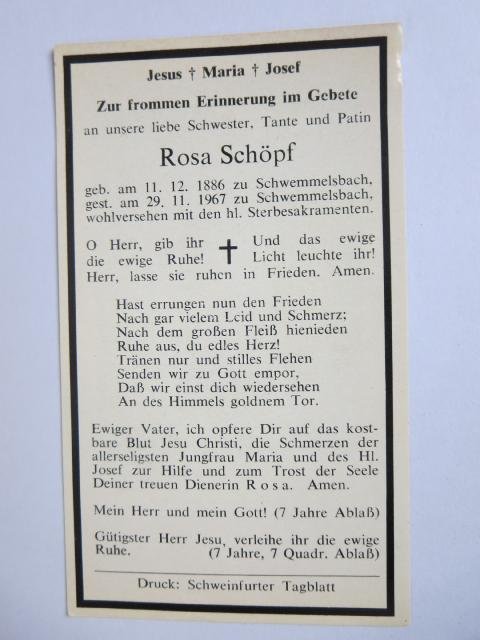 Jesus † Maria † Josef
Zur frommen Erinnerung im Gebete
an unsere liebe Schwester, Tante und Patin
Rosa Schöpf
geb. am 11. 12. 1886 zu Schwemmelsbach,
gest. am 29. 11. 1967 zu Schwemmelsbach,
wohlversehen mit den hl. Sterbesakramenten.
O Herr, gib ihr † Und das ewige
die ewige Ruhe! Licht leuchte ihr!
Herr, lasse sie ruhen in Frieden. Amen.
Hast errungen nun den Frieden
Nach gar vielem Leid und Schmerz;
Nach dem großen Fleiß hienieden
Ruhe aus, du edles Herz!
Tränen nur und stilles Flehen
Senden wir zu Gott empor,
Daß wir einst dich wiedersehen
An des Himmels goldnem Tor.
Ewiger Vater, ich opfere Dir auf das kost-
bare Blut Jesu Christi, die Schmerzen der
allerseligsten Jungfrau Maria und des Hl.
Josef zur Hilfe und zum Trost der Seele
Deiner treuen Dienerin Rosa. Amen.
Mein Herr und mein Gott! (7 Jahre Ablaß)
Gütigster Herr Jesu, verleihe ihr die ewige
Ruhe. (7 Jahre, 7 Quadr. Ablaß)
Druck: Schweinfurter Tagblatt